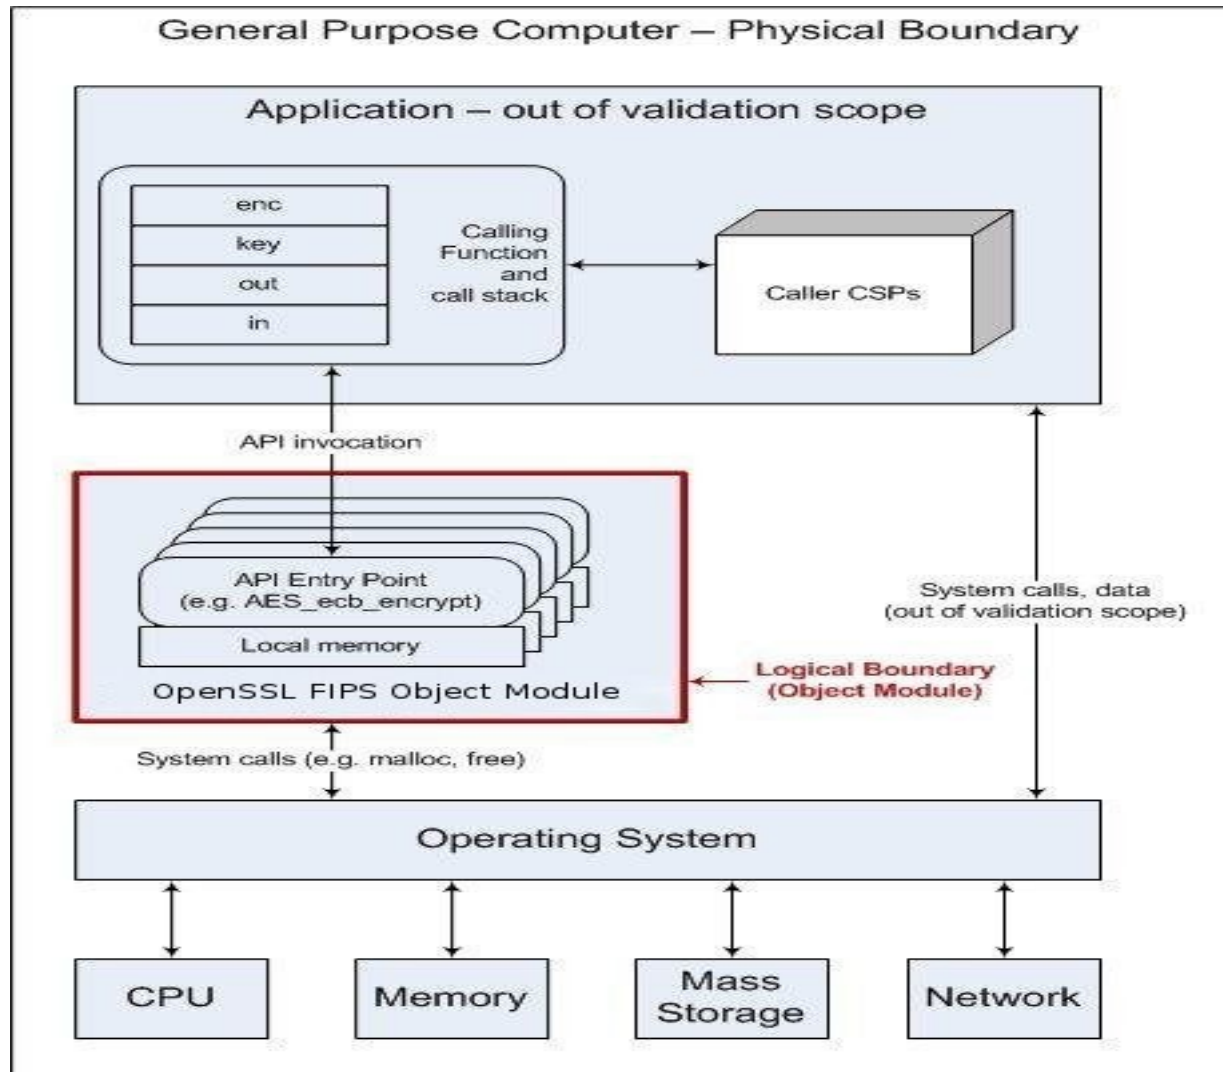 General Purpose Computer – Physical Boundary
Application – out of validation scope
enc
key
out
in
Calling
Function
and
call stack
Caller CSPs
API invocation
API Entry Point
(e.g. AES_ecb_encrypt)
Local memory
OpenSSL FIPS Object Module
System calls, data
(out of validation scope)
Logical Boundary
(Object Module)
System calls (e.g. malloc, free)
Operating System
CPU
Memory
Mass
Storage
Network